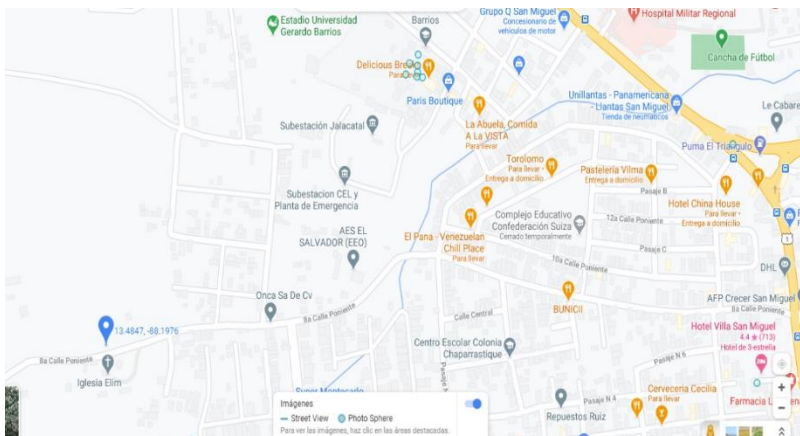 Estadio Universidad
Gerardo Barrios
Barrios
Grupo Q San Miguel
Concesionario de
vehículos de motor
Hospital Militar Regional
Cancha de Fútbol
Delicious
Para
Paris Boutique
Unillantas - Panamericana
- Llantas San Miguel
Tienda de neumáticos
Le Cabare
La Abuela, Comida
A La VISTA
Para llevar
Subestación Jalacatal
Puma El Triangulo
Torolomo
Para llevar •
Entrega a domicilio
Pastelería Vilma
Entrega a domicilio
Pasaje B
Subestacion CEL y
Planta de Emergencia
Hotel China House
Para llevar •
Entrega a domicilio
Complejo Educativo
Confederación Suiza
Cerrado temporalmente
12a Calle Poniente
AES EL
SALVADOR (EEO)
El Pana - Venezuelan
Chill Place
Para llevar
Pasaje C
1
10a Calle Poniente
DHL
Onca Sa De Cv
AFP Crecer San Miguel
8a Calle Poniente
BUNICII
8a Calle Poniente
Calle Central
13.4847, -88.1976
Hotel Villa San Miguel
4.4 ★ (713)
Hotel de 3-estrella
Centro Escolar Colonia
Chaparrastique
8a Calle Poniente
Iglesia Elim
Pasaje N 6
Cerveceria Cecilia
Para llevar
Pasaje N 4
Farmacia L
Repuestos Ruiz
Imágenes
Street View
Photo Sphere
Para ver las imágenes, haz clic en las áreas destacadas.